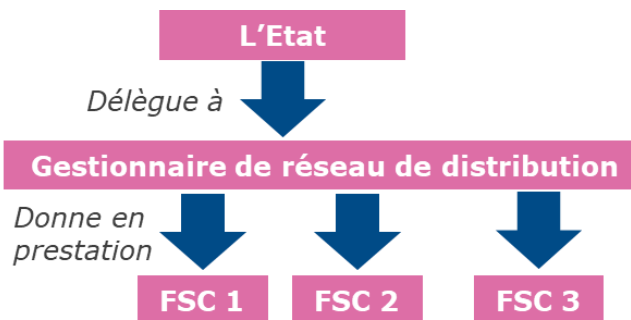 L’Etat
Délègue à
Gestionnaire de réseau de distribution
Donne en
prestation
FSC 1
FSC 2
FSC 3